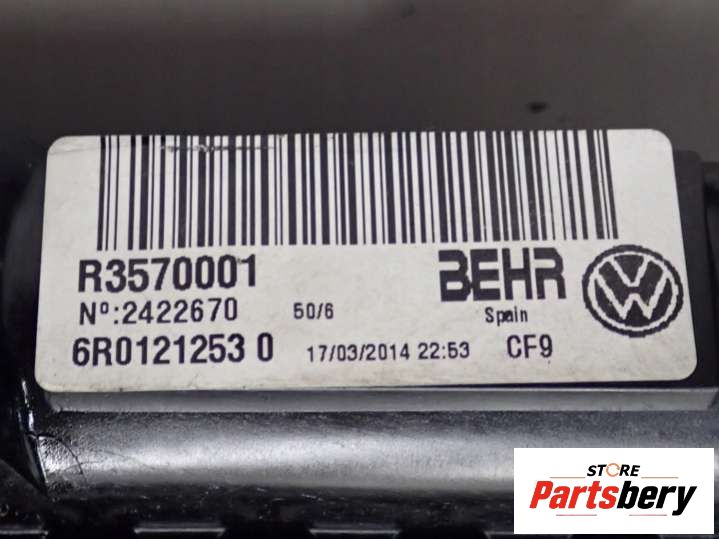 R3570001
BEHR
Nº:2422670 50/6 Spain
6R0121253 0 17/03/2014 22:53 CF9
STORE
Partsbery